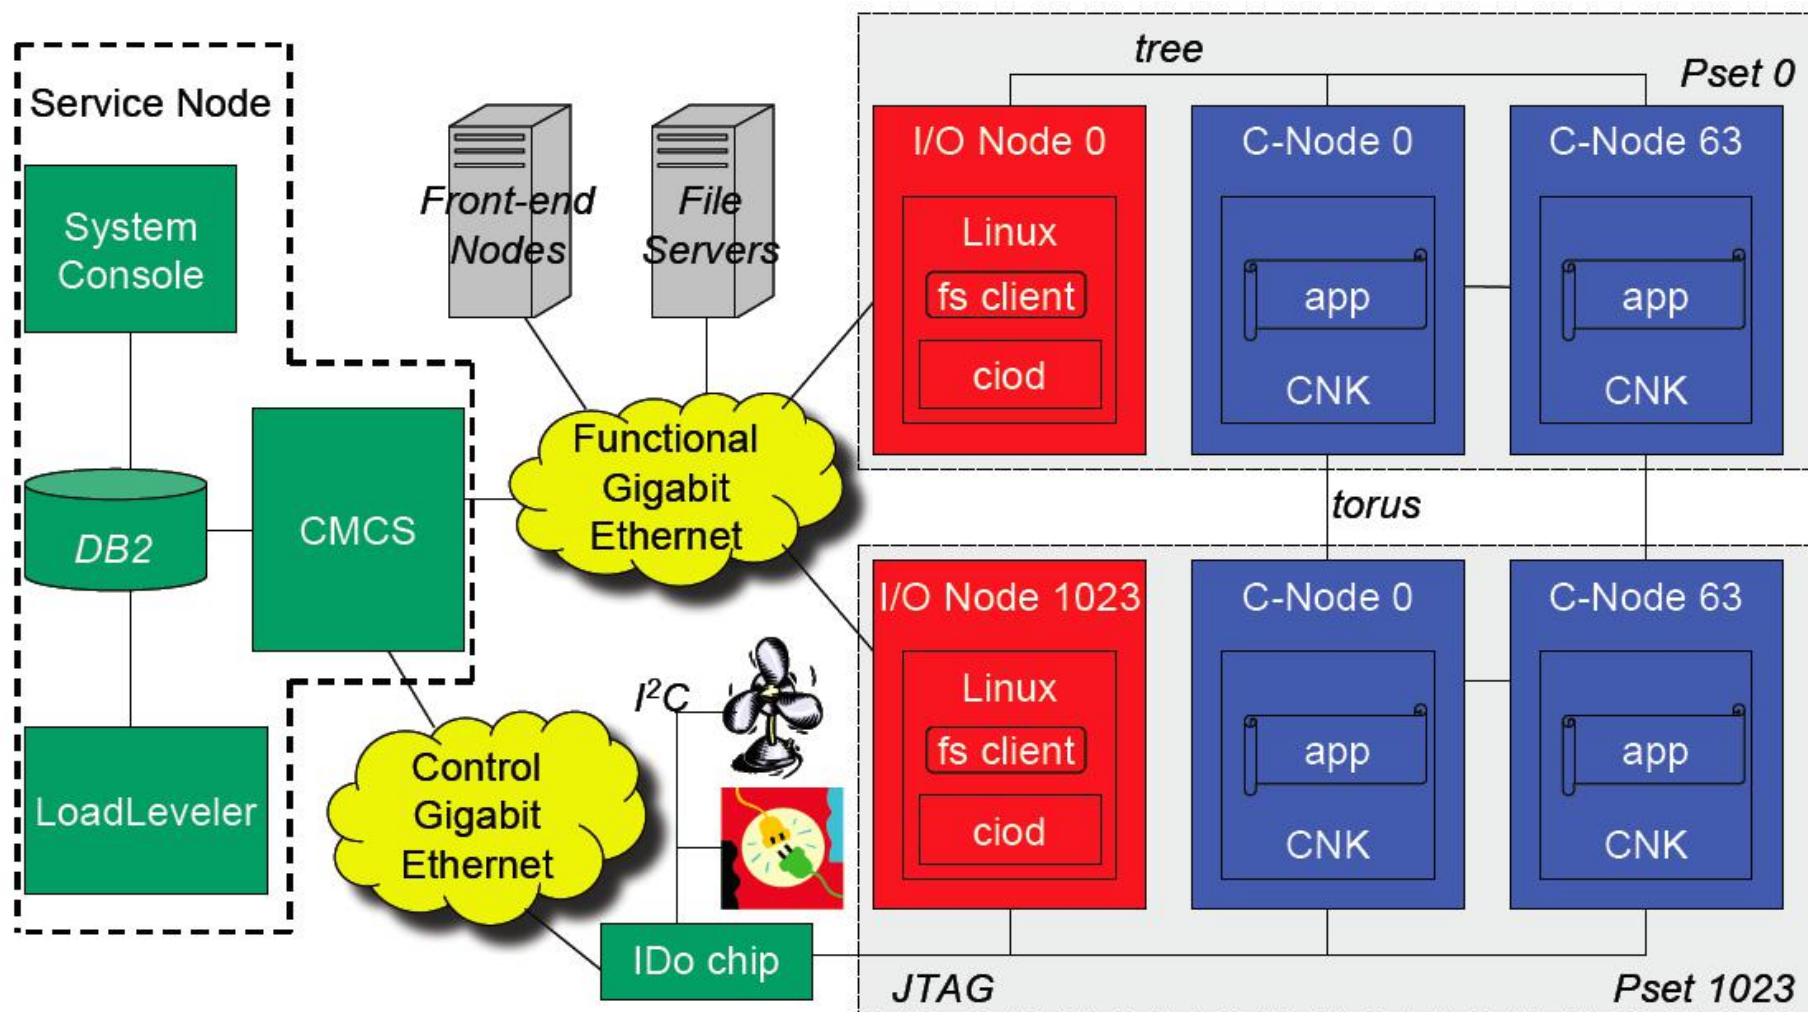 Service Node
System
Console
DB2
CMCS
LoadLeveler
Front-end
Nodes
File
Servers
Functional
Gigabit
Ethernet
Control
Gigabit
Ethernet
I²C
IDo chip
tree
Pset 0
I/O Node 0
Linux
fs client
ciod
C-Node 0
app
CNK
C-Node 63
app
CNK
torus
I/O Node 1023
Linux
fs client
ciod
C-Node 0
app
CNK
C-Node 63
app
CNK
JTAG
Pset 1023